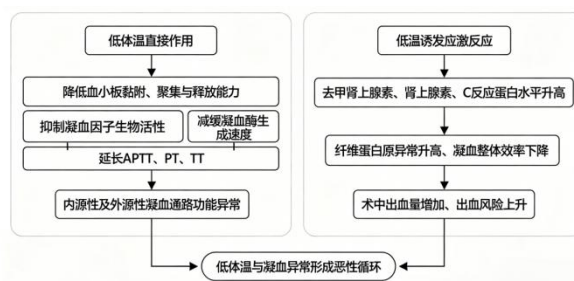 低体温直接作用
降低血小板黏附、聚集与释放能力
抑制凝血因子生物活性
减缓凝血酶生
成速度
延长APTT、PT、TT
内源性及外源性凝血通路功能异常
低温诱发应激反应
去甲肾上腺素、肾上腺素、C反应蛋白水平升高
纤维蛋白原异常升高、凝血整体效率下降
术中出血量增加、出血风险上升
低体温与凝血异常形成恶性循环